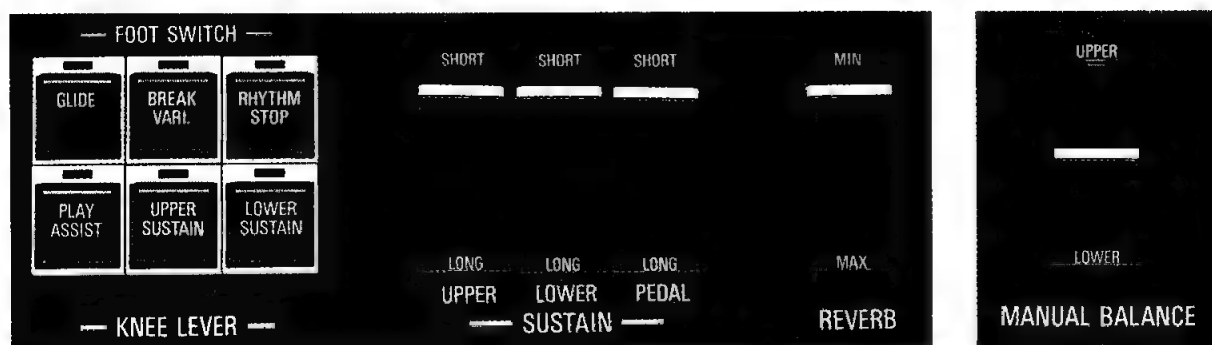 FOOT SWITCH
GLIDE
BREAK
VARI.
RHYTHM
STOP
PLAY
ASSIST
UPPER
SUSTAIN
LOWER
SUSTAIN
KNEE LEVER
SHORT SHORT SHORT
LONG LONG LONG
UPPER LOWER PEDAL
SUSTAIN
MIN
MAX
REVERB
UPPER
LOWER
MANUAL BALANCE